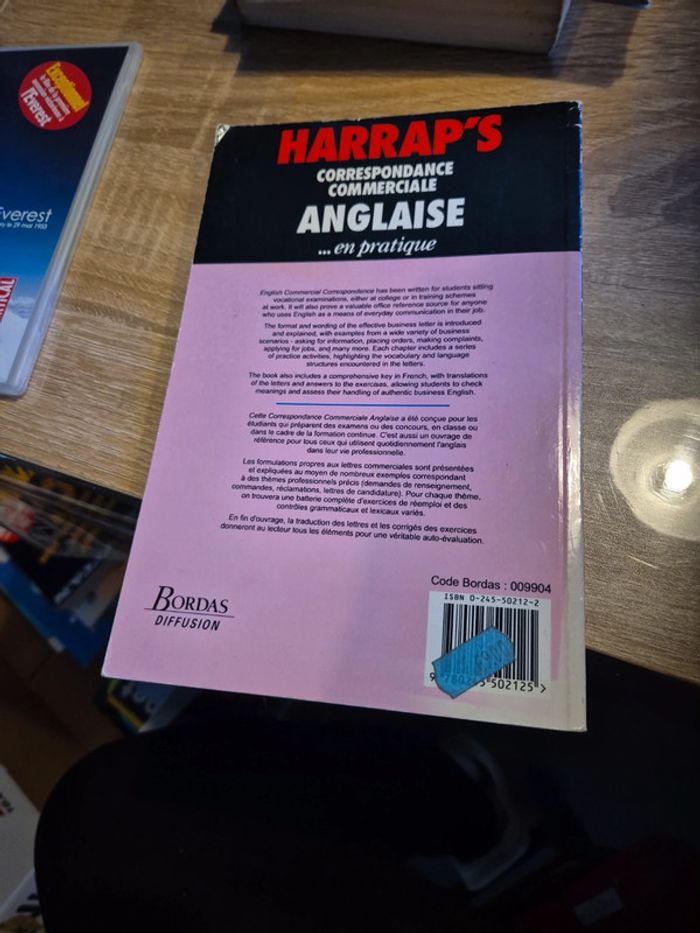 Exceptionnel
l'Everest
Everest
le 29 mai 1953
HARRAP'S
CORRESPONDANCE
COMMERCIALE
ANGLAISE
... en pratique
English Commercial Correspondence has been written for students sitting
vocational examinations, either at college or in training schemes
at work. It will also prove a valuable office reference source for anyone
who uses English as a means of everyday communication in their job.
The format and wording of the effective business letter is introduced
and explained, with examples from a wide variety of business
scenarios - asking for information, placing orders, making complaints,
applying for jobs, and many more. Each chapter includes a series
of practice activities, highlighting the vocabulary and language
structures encountered in the letters.
The book also includes a comprehensive key in French, with translations
of the letters and answers to the exercises, allowing students to check
meanings and assess their handling of authentic business English.
Cette Correspondance Commerciale Anglaise a été conçue pour les
étudiants qui préparent des examens ou des concours, en classe ou
dans le cadre de la formation continue. C'est aussi un ouvrage de
référence pour tous ceux qui utilisent quotidiennement l'anglais
dans leur vie professionnelle.
Les formulations propres aux lettres commerciales sont présentées
et expliquées au moyen de nombreux exemples correspondant
à des thèmes professionnels précis (demandes de renseignement,
commandes, réclamations, lettres de candidature). Pour chaque thème,
on trouvera une batterie complète d'exercices de réemploi et des
contrôles grammaticaux et lexicaux variés.
En fin d'ouvrage, la traduction des lettres et les corrigés des exercices
donneront au lecteur tous les éléments pour une véritable auto-évaluation.
Code Bordas : 009904
ISBN 0-245-50212-2
BORDAS
DIFFUSION
502125>